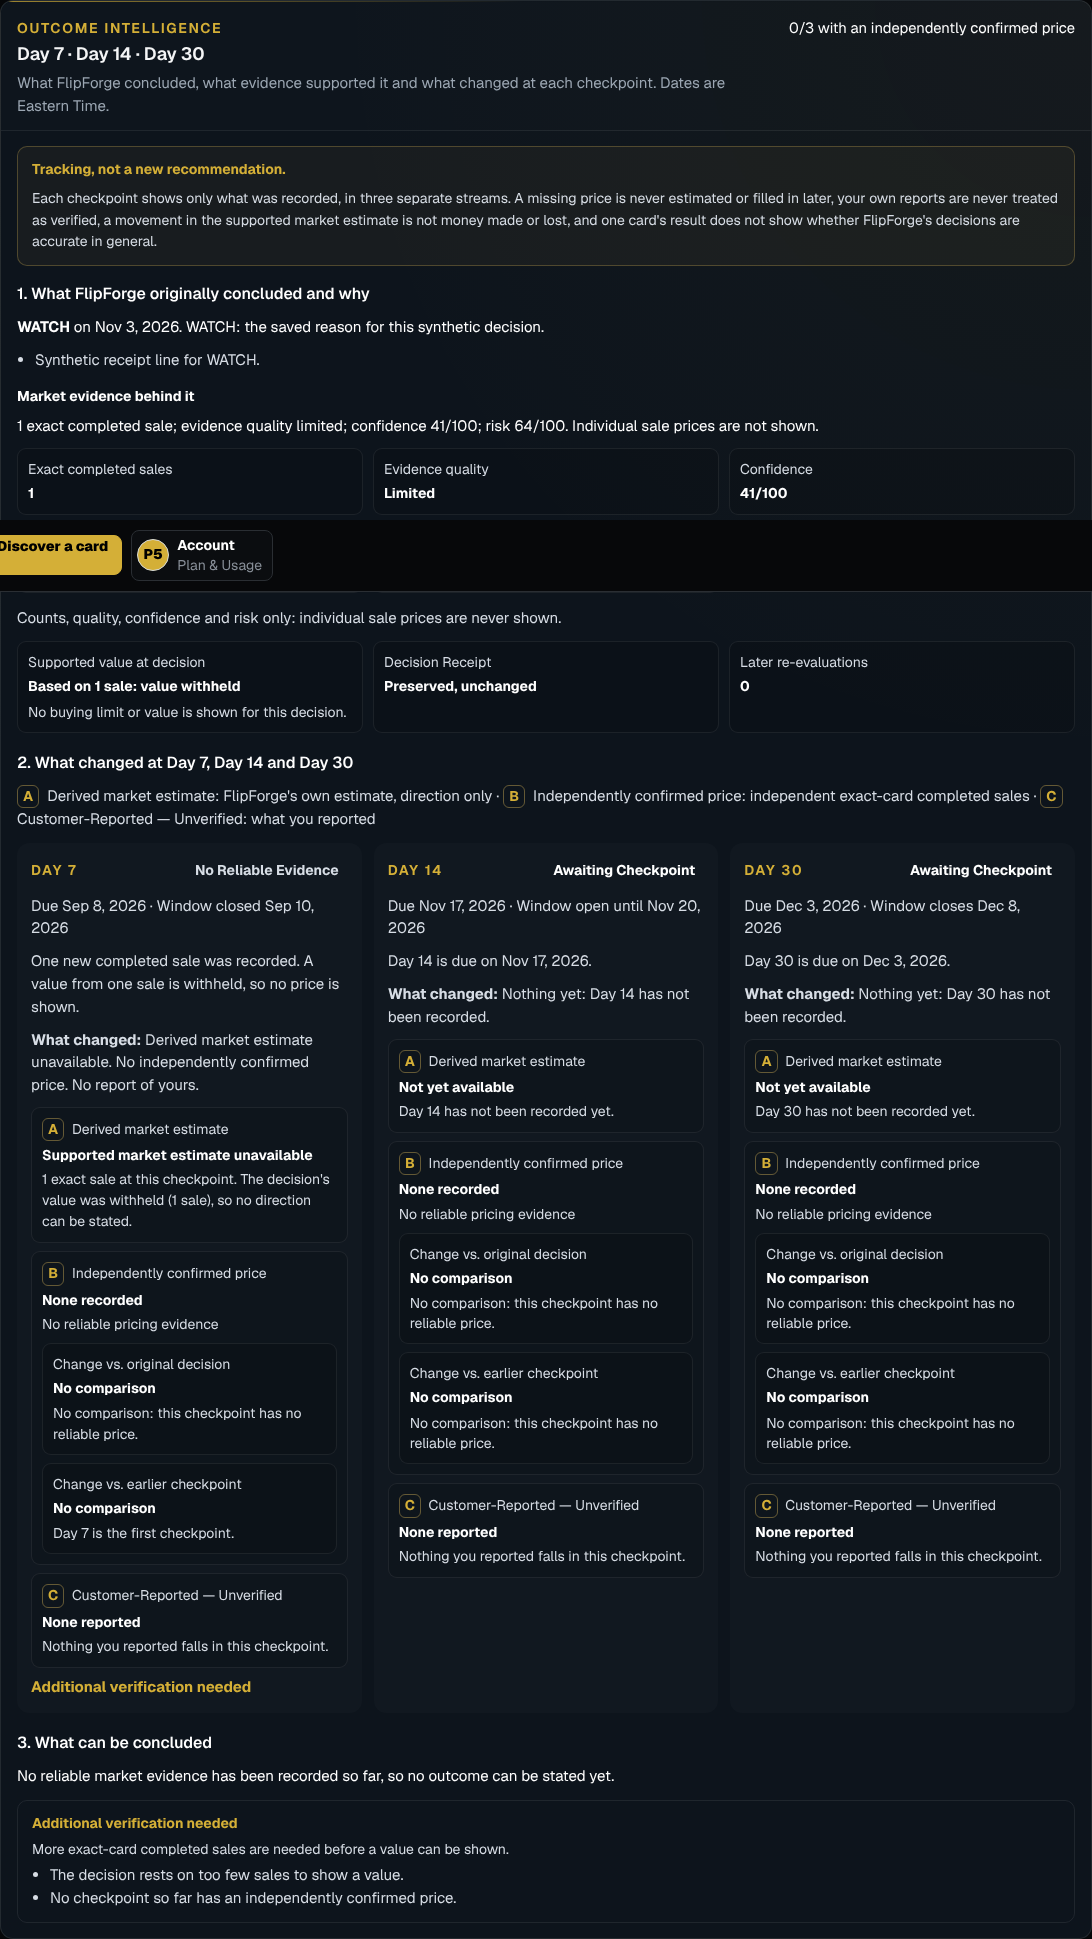 OUTCOME INTELLIGENCE
0/3 with an independently confirmed price
Day 7 · Day 14 · Day 30
What FlipForge concluded, what evidence supported it and what changed at each checkpoint. Dates are
Eastern Time.
Tracking, not a new recommendation.
Each checkpoint shows only what was recorded, in three separate streams. A missing price is never estimated or filled in later, your own reports are never treated
as verified, a movement in the supported market estimate is not money made or lost, and one card's result does not show whether FlipForge's decisions are
accurate in general.
1. What FlipForge originally concluded and why
WATCH on Nov 3, 2026. WATCH: the saved reason for this synthetic decision.
• Synthetic receipt line for WATCH.
Market evidence behind it
1 exact completed sale; evidence quality limited; confidence 41/100; risk 64/100. Individual sale prices are not shown.
Exact completed sales
1
Evidence quality
Limited
Confidence
41/100
Discover a card
P5
Account
Plan & Usage
Counts, quality, confidence and risk only: individual sale prices are never shown.
Supported value at decision
Based on 1 sale: value withheld
No buying limit or value is shown for this decision.
Decision Receipt
Preserved, unchanged
Later re-evaluations
0
2. What changed at Day 7, Day 14 and Day 30
A Derived market estimate: FlipForge's own estimate, direction only · B Independently confirmed price: independent exact-card completed sales · C
Customer-Reported — Unverified: what you reported
DAY 7
No Reliable Evidence
Due Sep 8, 2026 · Window closed Sep 10,
2026
One new completed sale was recorded. A
value from one sale is withheld, so no price is
shown.
What changed: Derived market estimate
unavailable. No independently confirmed
price. No report of yours.
A Derived market estimate
Supported market estimate unavailable
1 exact sale at this checkpoint. The decision's
value was withheld (1 sale), so no direction
can be stated.
B Independently confirmed price
None recorded
No reliable pricing evidence
Change vs. original decision
No comparison
No comparison: this checkpoint has no
reliable price.
Change vs. earlier checkpoint
No comparison
Day 7 is the first checkpoint.
C Customer-Reported — Unverified
None reported
Nothing you reported falls in this checkpoint.
Additional verification needed
DAY 14
Awaiting Checkpoint
Due Nov 17, 2026 · Window open until Nov 20,
2026
Day 14 is due on Nov 17, 2026.
What changed: Nothing yet: Day 14 has not
been recorded.
A Derived market estimate
Not yet available
Day 14 has not been recorded yet.
B Independently confirmed price
None recorded
No reliable pricing evidence
Change vs. original decision
No comparison
No comparison: this checkpoint has no
reliable price.
Change vs. earlier checkpoint
No comparison
No comparison: this checkpoint has no
reliable price.
C Customer-Reported — Unverified
None reported
Nothing you reported falls in this checkpoint.
DAY 30
Awaiting Checkpoint
Due Dec 3, 2026 · Window closes Dec 8,
2026
Day 30 is due on Dec 3, 2026.
What changed: Nothing yet: Day 30 has not
been recorded.
A Derived market estimate
Not yet available
Day 30 has not been recorded yet.
B Independently confirmed price
None recorded
No reliable pricing evidence
Change vs. original decision
No comparison
No comparison: this checkpoint has no
reliable price.
Change vs. earlier checkpoint
No comparison
No comparison: this checkpoint has no
reliable price.
C Customer-Reported — Unverified
None reported
Nothing you reported falls in this checkpoint.
3. What can be concluded
No reliable market evidence has been recorded so far, so no outcome can be stated yet.
Additional verification needed
More exact-card completed sales are needed before a value can be shown.
• The decision rests on too few sales to show a value.
• No checkpoint so far has an independently confirmed price.